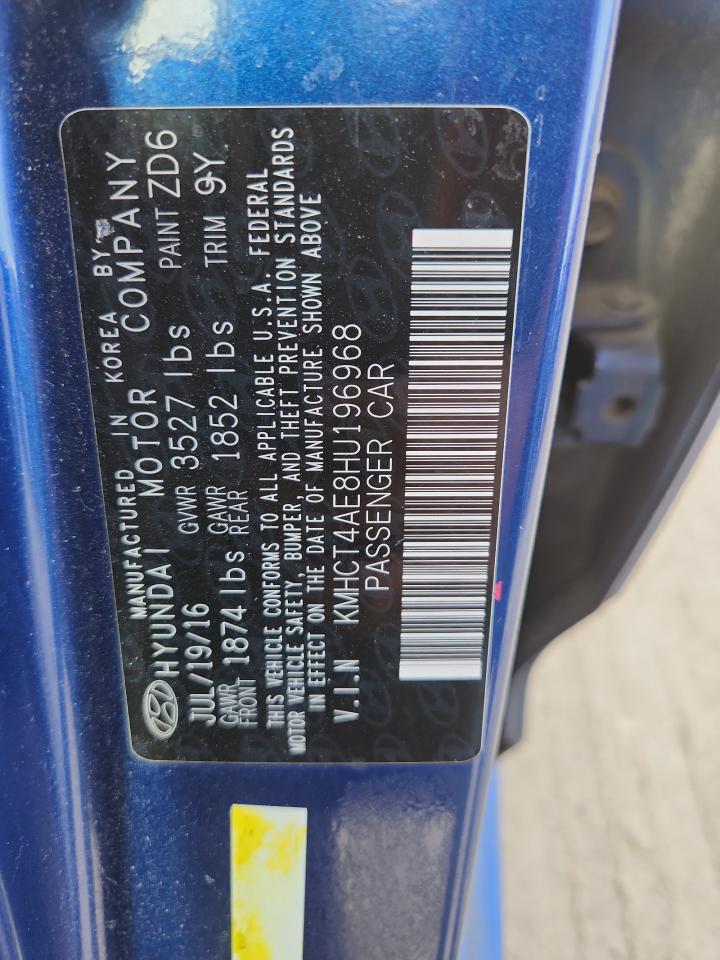 MANUFACTURED IN KOREA BY
HYUNDAI MOTOR COMPANY
JUL/19/16 GVWR 3527 lbs PAINT ZD6
GAWR FRONT 1874 lbs GAWR REAR 1852 lbs TRIM 9Y
THIS VEHICLE CONFORMS TO ALL APPLICABLE U.S.A. FEDERAL
MOTOR VEHICLE SAFETY, BUMPER, AND THEFT PREVENTION STANDARDS
IN EFFECT ON THE DATE OF MANUFACTURE SHOWN ABOVE
V.I.N KMHCT4AE8HU196968
PASSENGER CAR